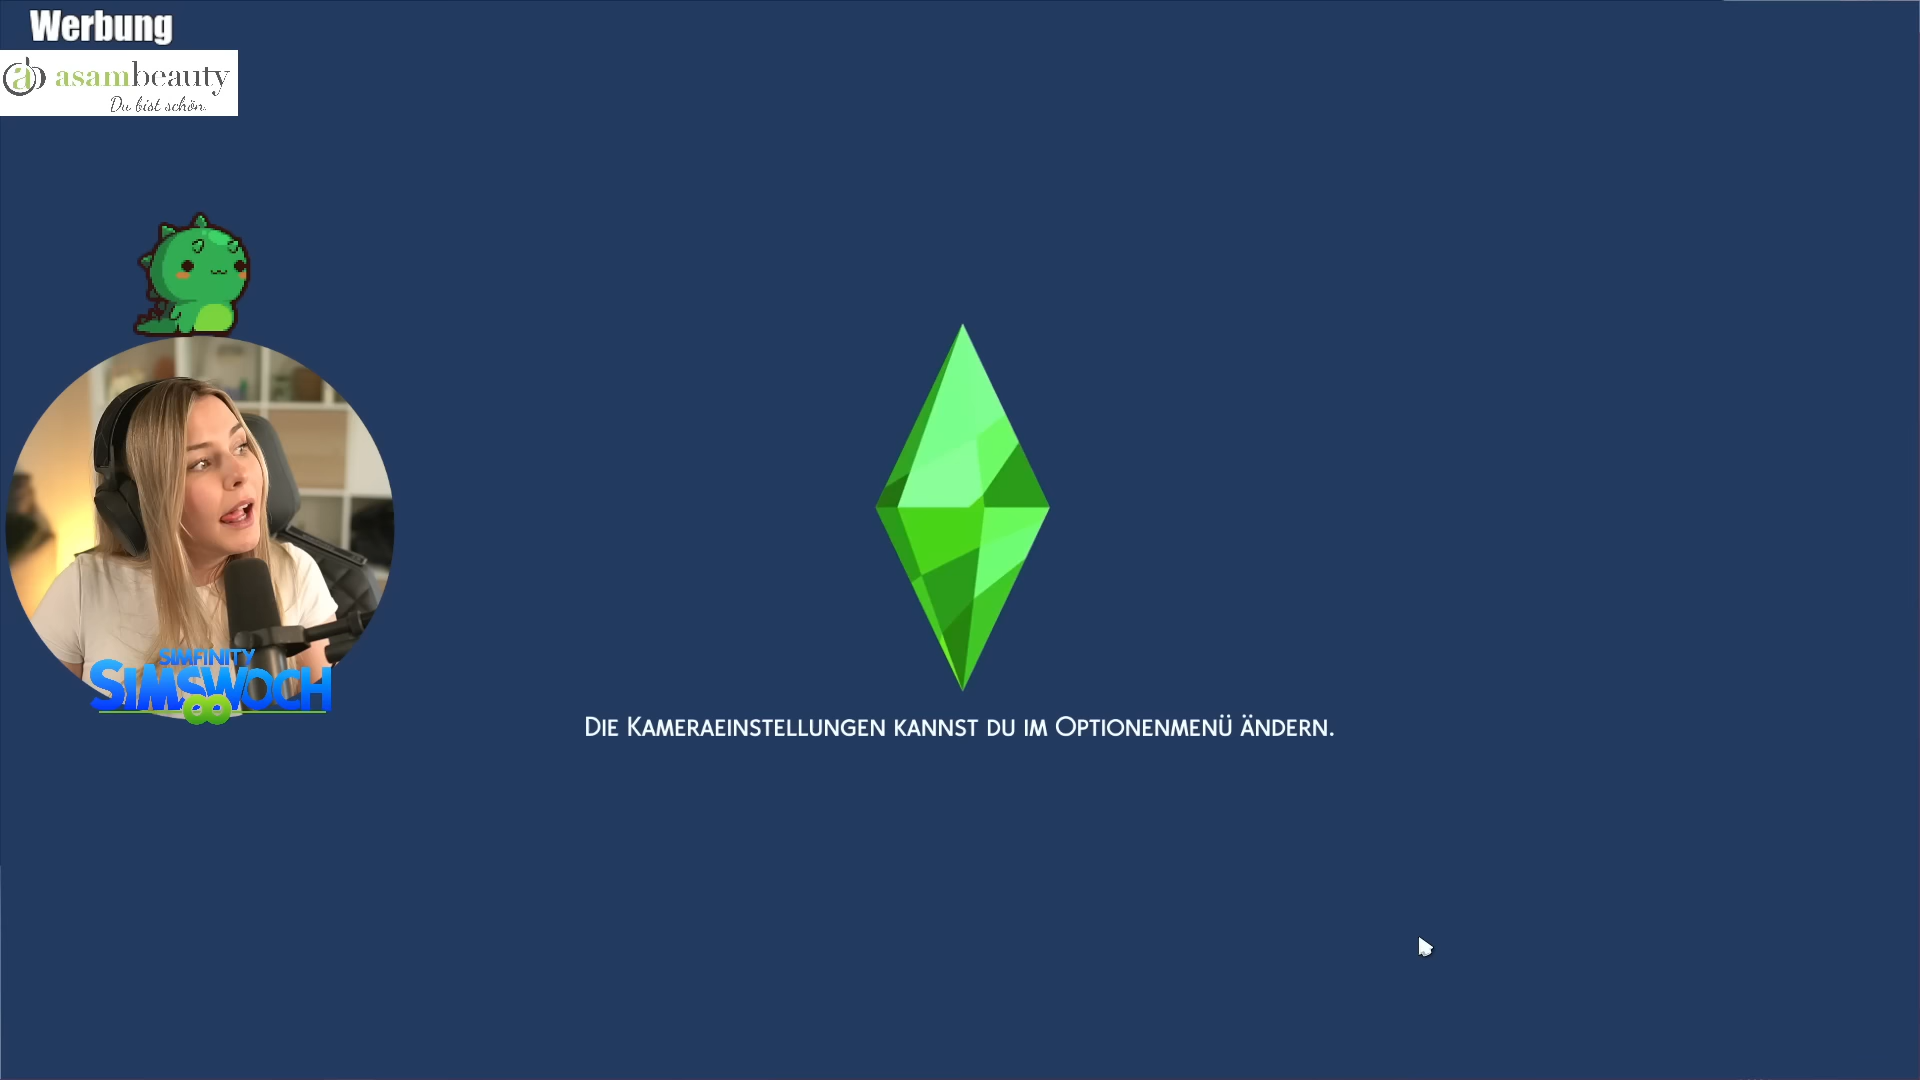 Werbung
asambeauty
Du bist schön.
SIMFINITY
SIMSWOCH
Die Kameraeinstellungen kannst du im Optionenmenü ändern.